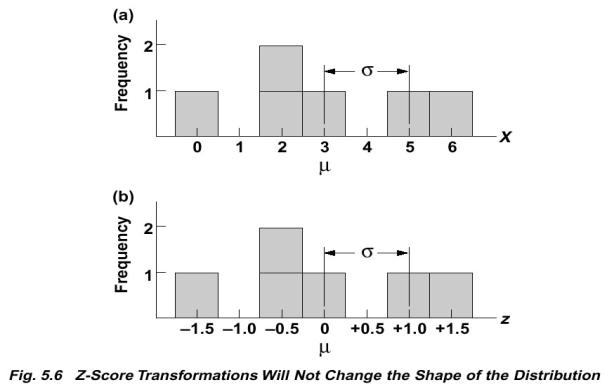 (a)
Frequency
2
1
σ
0 1 2 3 4 5 6 X
μ
(b)
Frequency
2
1
σ
–1.5 –1.0 –0.5 0 +0.5 +1.0 +1.5 z
μ
Fig. 5.6 Z-Score Transformations Will Not Change the Shape of the Distribution